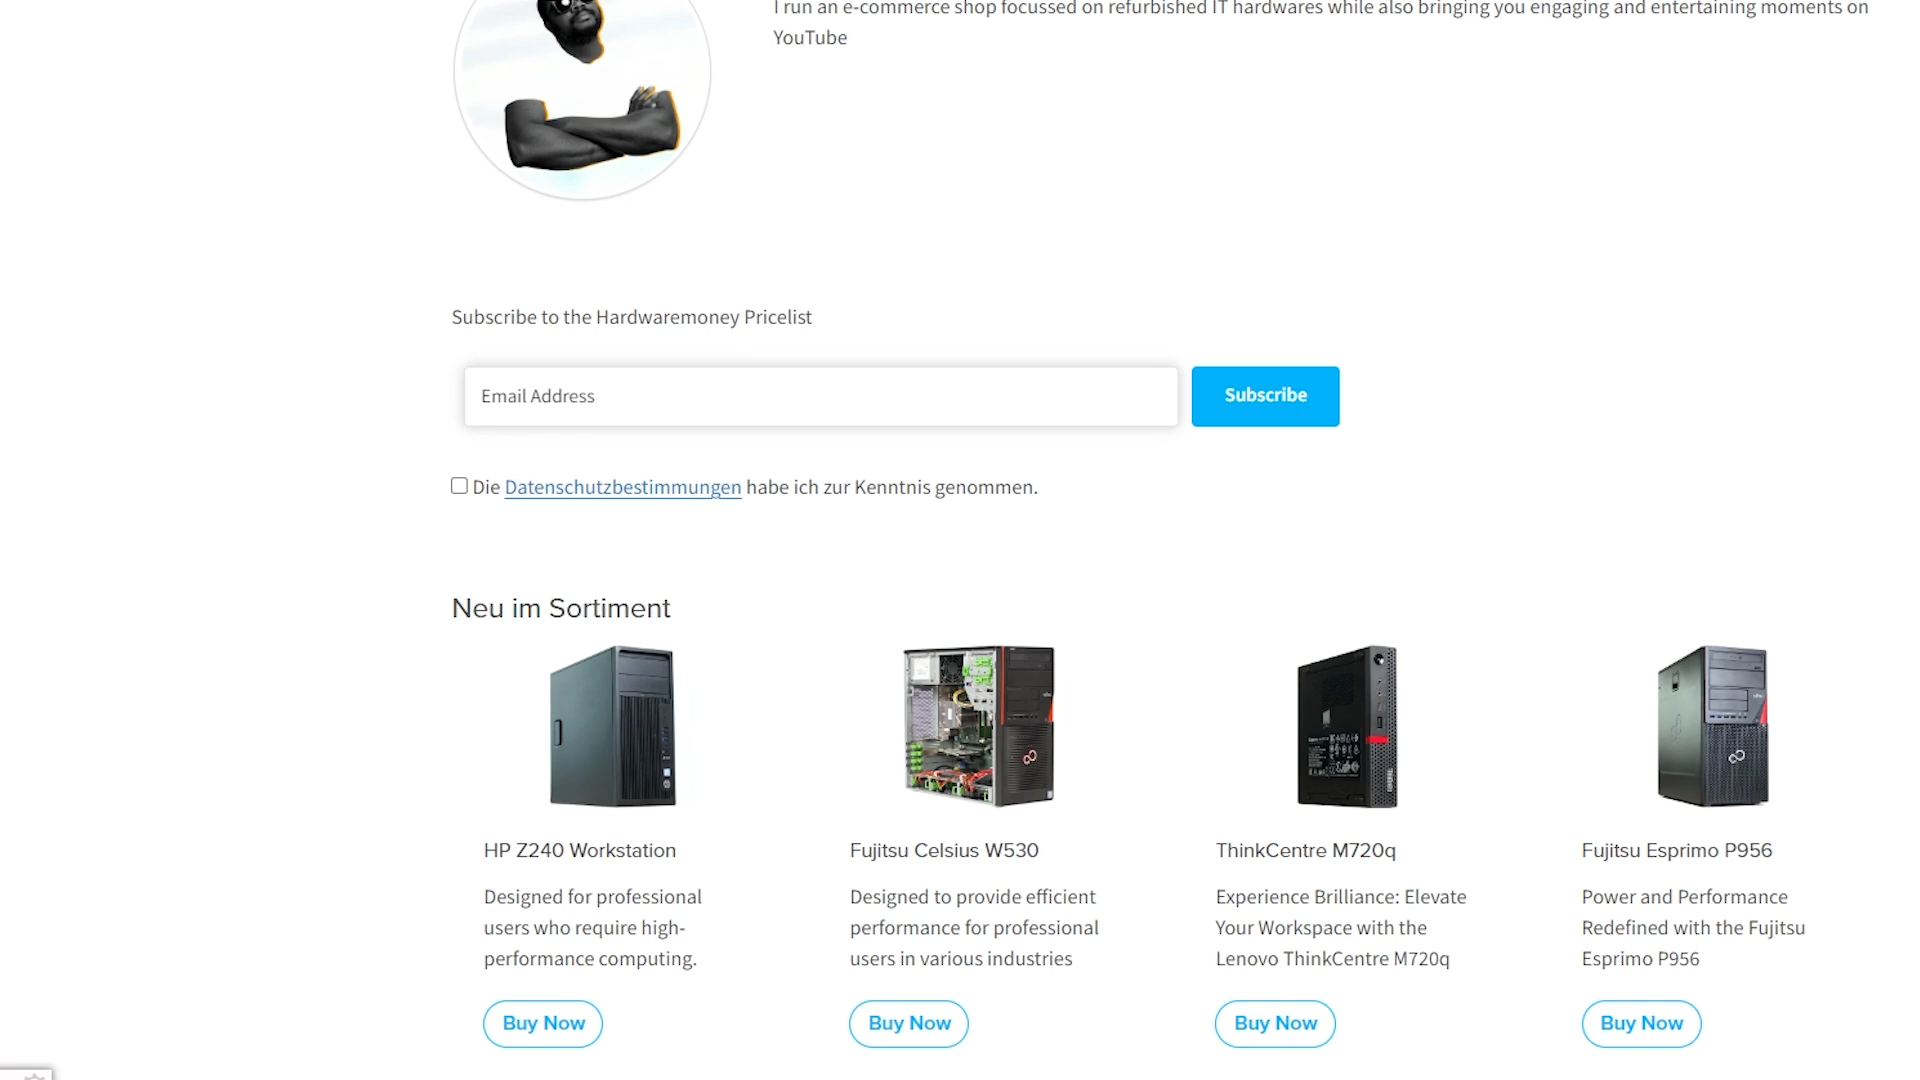 I run an e-commerce shop focussed on refurbished IT hardwares while also bringing you engaging and entertaining moments on
YouTube
Subscribe to the Hardwaremoney Pricelist
Email Address
Subscribe
Die Datenschutzbestimmungen habe ich zur Kenntnis genommen.
Neu im Sortiment
HP Z240 Workstation
Designed for professional
users who require high-
performance computing.
Buy Now
Fujitsu Celsius W530
Designed to provide efficient
performance for professional
users in various industries
Buy Now
ThinkCentre M720q
Experience Brilliance: Elevate
Your Workspace with the
Lenovo ThinkCentre M720q
Buy Now
Fujitsu Esprimo P956
Power and Performance
Redefined with the Fujitsu
Esprimo P956
Buy Now